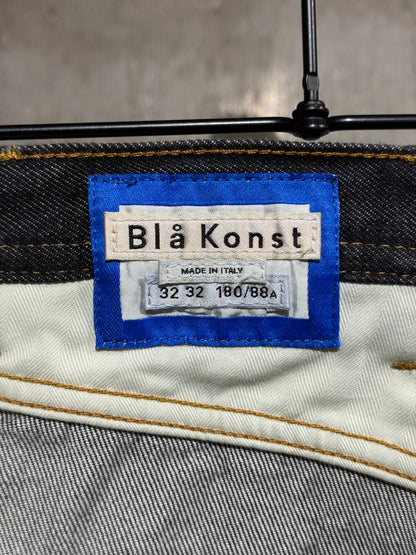 Blå Konst
MADE IN ITALY
32 32 180/88A